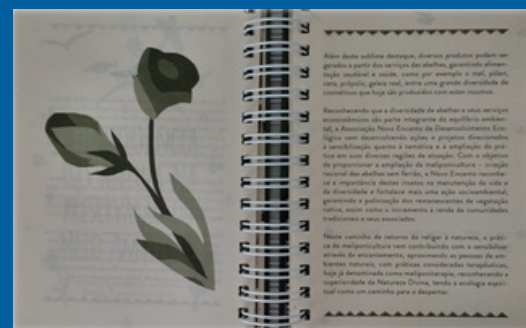 Além deste sublime destaque, diversos produtos podem ser
gerados a partir dos serviços das abelhas, garantindo alimen-
tação saudável e saúde, como por exemplo o mel, pólen,
cera, própolis, geleia real, entre uma grande diversidade de
cosméticos que hoje são produzidos com estes insumos.
Reconhecendo que a diversidade de abelhas e seus serviços
ecossistêmicos são parte integrante do equilíbrio ambien-
tal, a Associação Novo Encanto de Desenvolvimento Eco-
lógico vem desenvolvendo ações e projetos direcionados
a sensibilização quanto à temática e à ampliação da prá-
tica em suas diversas regiões de atuação. Com o objetivo
de proporcionar a ampliação da meliponicultura – criação
racional das abelhas sem ferrão, a Novo Encanto reconhe-
ce a importância destes insetos na manutenção da vida e
da diversidade e fortalece mais uma ação socioambiental,
garantindo a polinização dos remanescentes de vegetação
nativa, assim como o incremento à renda de comunidades
tradicionais e seus associados.
Neste caminho de retorno do religar à natureza, a práti-
ca de meliponicultura vem contribuindo com o sensibilizar
através do encantamento, aproximando as pessoas de am-
bientes naturais, com práticas consideradas terapêuticas,
hoje já denominada como meliponiterapia, reconhecendo a
superioridade da Natureza Divina, tendo a ecologia espiri-
tual como um caminho para o despertar.